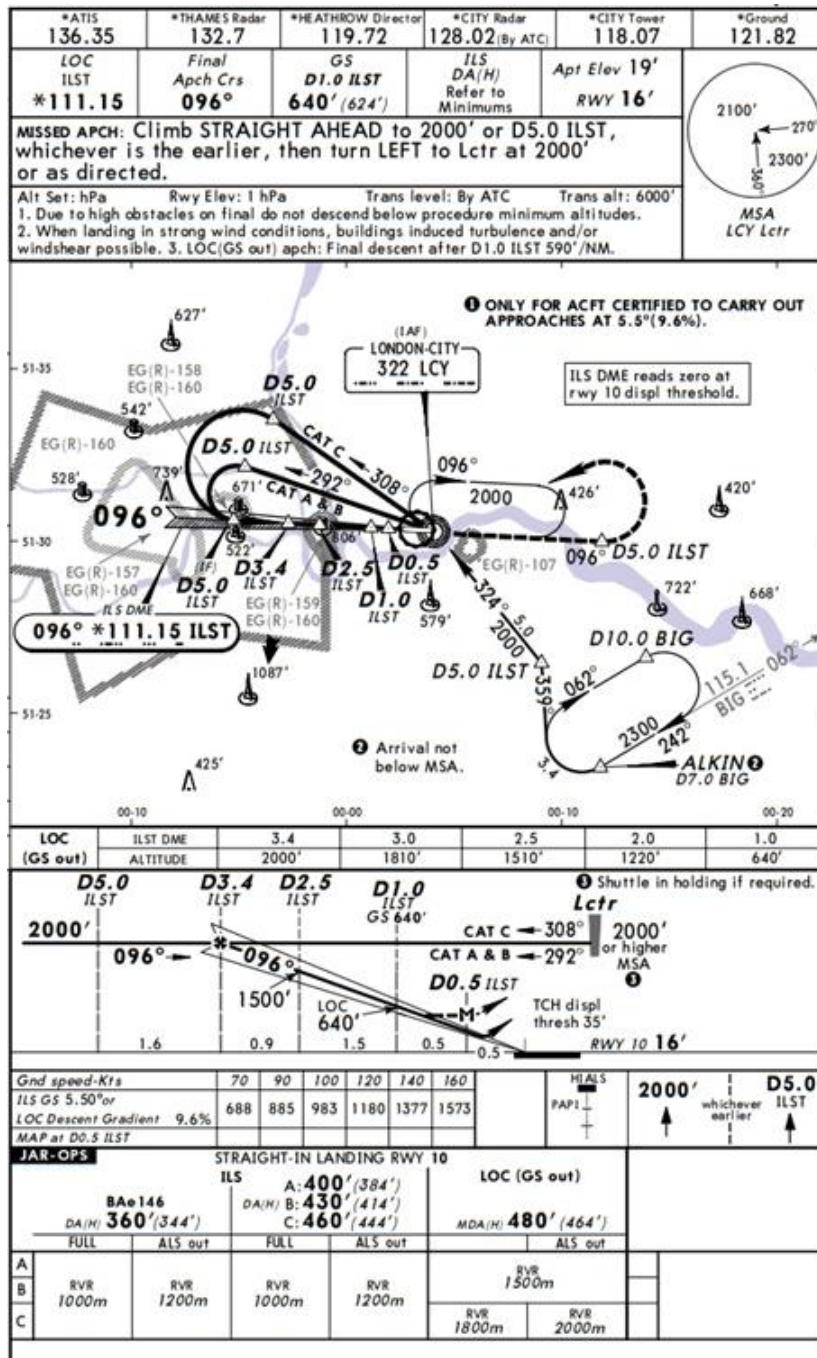 *ATIS *THAMES Radar *HEATHROW Director *CITY Radar *CITY Tower *Ground
136.35 132.7 119.72 128.02(By ATC) 118.07 121.82
LOC Final GS ILS
ILST Apch Crs D1.0 ILST DA(H) Apt Elev 19'
*111.15 096° 640'(624') Refer to Minimums RWY 16'
MISSED APCH: Climb STRAIGHT AHEAD to 2000' or D5.0 ILST,
whichever is the earlier, then turn LEFT to Lctr at 2000'
or as directed.
2100'
270°
2300'
360°
MSA
LCY Lctr
Alt Set: hPa Rwy Elev: 1 hPa Trans level: By ATC Trans alt: 6000'
1. Due to high obstacles on final do not descend below procedure minimum altitudes.
2. When landing in strong wind conditions, buildings induced turbulence and/or
windshear possible. 3. LOC(GS out) apch: Final descent after D1.0 ILST 590'/NM.
1 ONLY FOR ACFT CERTIFIED TO CARRY OUT
APPROACHES AT 5.5°(9.6%).
627'
(IAF)
LONDON-CITY
322 LCY
51-35
EG(R)-158
EG(R)-160
D5.0
ILST
ILS DME reads zero at
rwy 10 displ threshold.
542'
EG(R)-160
D5.0 ILST
CAT C
308°
292°
CAT A & B
096°
2000
528'
739'
671'
426'
420'
096°
51-30
522'
806'
096°
D5.0 ILST
(IF)
D5.0
ILST
D3.4
ILST
D2.5
ILST
D1.0
ILST
D0.5
ILST
EG(R)-107
EG(R)-157
EG(R)-160
EG(R)-159
EG(R)-160
579'
722'
668'
ILS DME
096° *111.15 ILST
324°
5.0
2000
D5.0 ILST
D10.0 BIG
1087'
359°
062°
115.1
BIG
062°
51-25
2300
242°
3.4
ALKIN 2
D7.0 BIG
2 Arrival not
below MSA.
425'
00-10 00-00 00-10 00-20
LOC ILST DME 3.4 3.0 2.5 2.0 1.0
(GS out) ALTITUDE 2000' 1810' 1510' 1220' 640'
3 Shuttle in holding if required.
D5.0
ILST
D3.4
ILST
D2.5
ILST
D1.0
ILST
GS 640'
Lctr
2000'
CAT C 308°
CAT A & B 292°
2000'
or higher
MSA
3
096°
096°
1500'
LOC
640'
D0.5 ILST
M
TCH displ
thresh 35'
1.6 0.9 1.5 0.5 0.5 RWY 10 16'
Gnd speed-Kts 70 90 100 120 140 160
ILS GS 5.50° or
LOC Descent Gradient 9.6% 688 885 983 1180 1377 1573
MAP at D0.5 ILST
HIALS
PAPI
2000' whichever earlier D5.0 ILST
JAR-OPS STRAIGHT-IN LANDING RWY 10
ILS LOC (GS out)
BAe146
DA(H) 360'(344')
A: 400'(384')
DA(H) B: 430'(414')
C: 460'(444')
MDA(H) 480'(464')
FULL ALS out FULL ALS out ALS out
A
B
C
RVR 1000m RVR 1200m RVR 1000m RVR 1200m RVR 1500m
RVR 1800m RVR 2000m